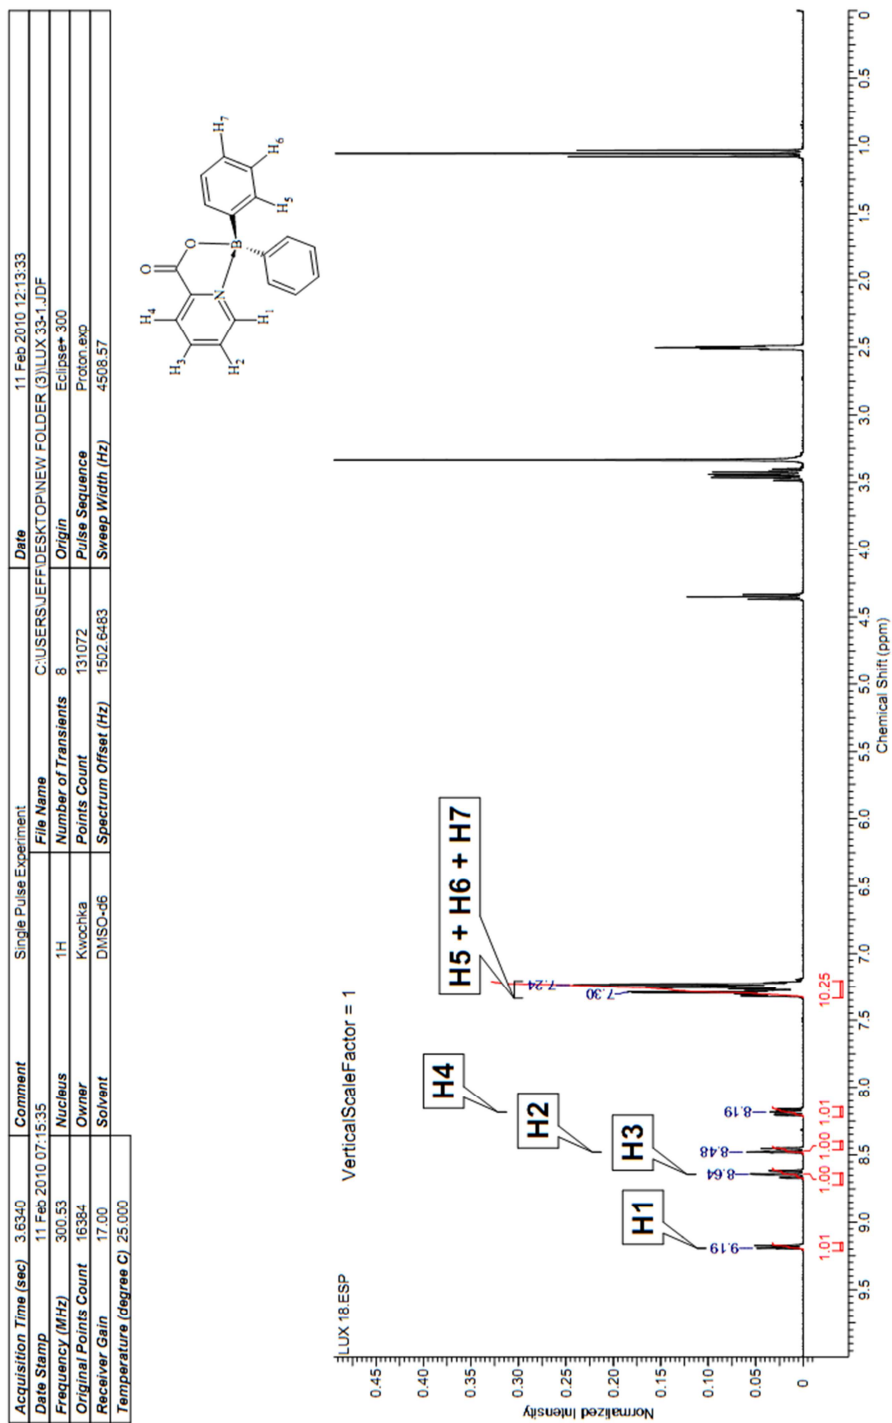 Acquisition Time (sec) 3.6340 Comment Single Pulse Experiment Date 11 Feb 2010 12:13:33
Date Stamp 11 Feb 2010 07:15:35 File Name C:\USERS\JEFF\DESKTOP\NEW FOLDER (3)\LUX 33-1.JDF
Frequency (MHz) 300.53 Nucleus 1H Number of Transients 8 Origin Eclipse+ 300
Original Points Count 16384 Owner Kwochka Points Count 131072 Pulse Sequence Proton.exp
Receiver Gain 17.00 Solvent DMSO-d6 Spectrum Offset (Hz) 1502.6483 Sweep Width (Hz) 4508.57
Temperature (degree C) 25.000
O
H4
O
H3
N
B
H7
H2
H1
H5
H6
LUX 18.ESP
VerticalScaleFactor = 1
H1
H3
H2
H4
H5 + H6 + H7
9.19
8.64
8.48
8.19
7.30
7.24
1.01
1.00
1.00
1.01
10.25
Normalized Intensity
0.45
0.40
0.35
0.30
0.25
0.20
0.15
0.10
0.05
0
9.5 9.0 8.5 8.0 7.5 7.0 6.5 6.0 5.5 5.0 4.5 4.0 3.5 3.0 2.5 2.0 1.5 1.0 0.5 0
Chemical Shift (ppm)